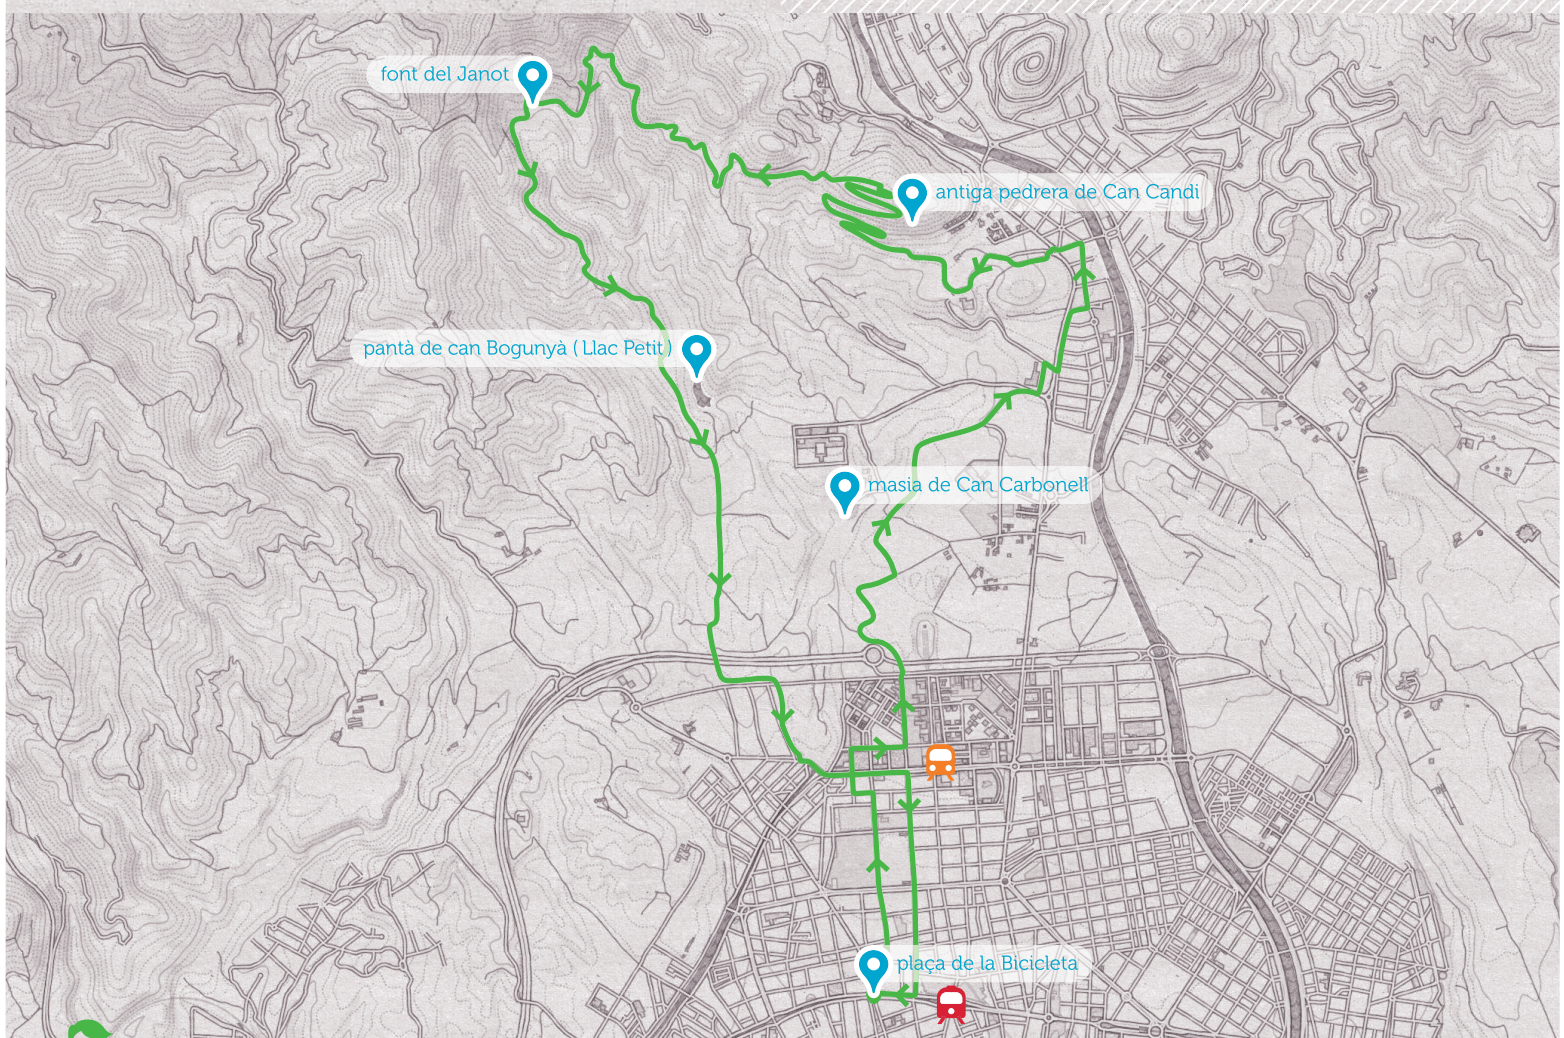 font del Janot
antiga pedrera de Can Candi
pantà de can Bogunyà ( Llac Petit )
masia de Can Carbonell
plaça de la Bicicleta